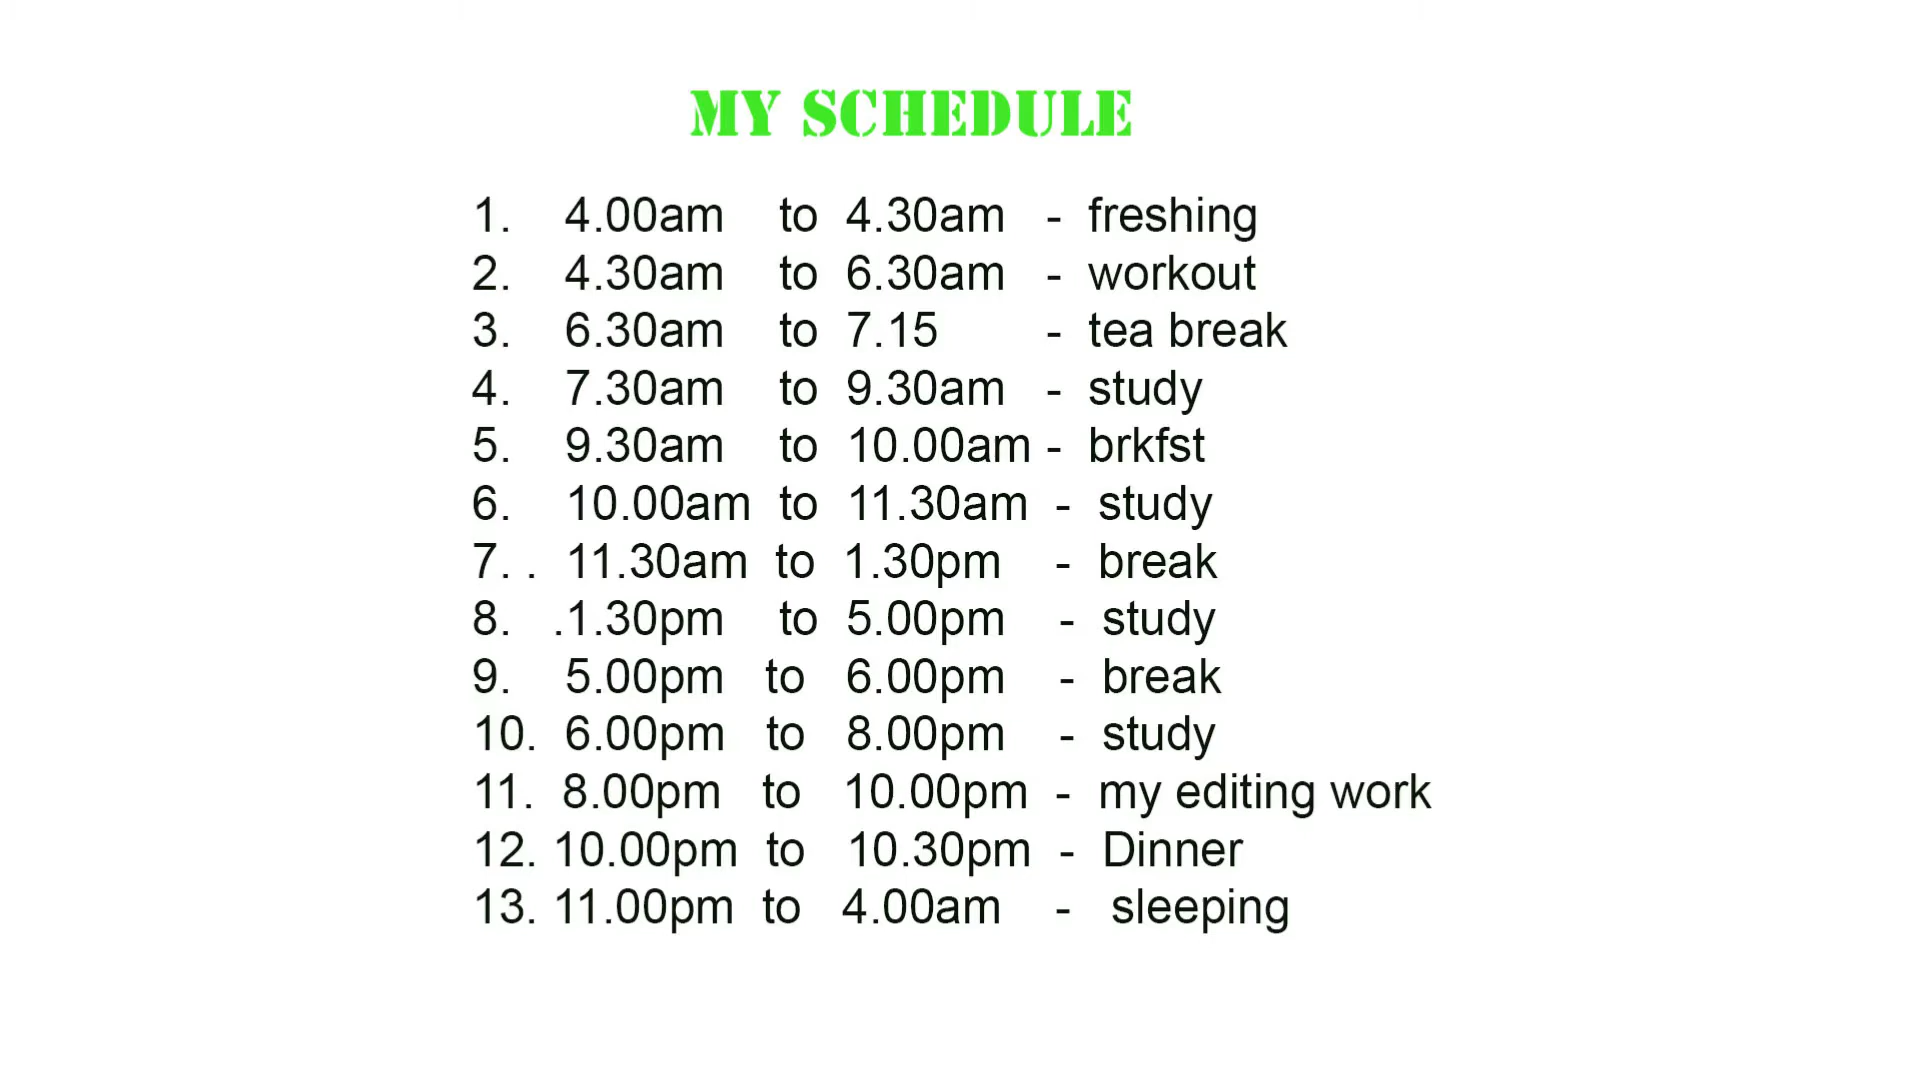 MY SCHEDULE
1. 4.00am to 4.30am - freshing
2. 4.30am to 6.30am - workout
3. 6.30am to 7.15 - tea break
4. 7.30am to 9.30am - study
5. 9.30am to 10.00am - brkfst
6. 10.00am to 11.30am - study
7. . 11.30am to 1.30pm - break
8. .1.30pm to 5.00pm - study
9. 5.00pm to 6.00pm - break
10. 6.00pm to 8.00pm - study
11. 8.00pm to 10.00pm - my editing work
12. 10.00pm to 10.30pm - Dinner
13. 11.00pm to 4.00am - sleeping